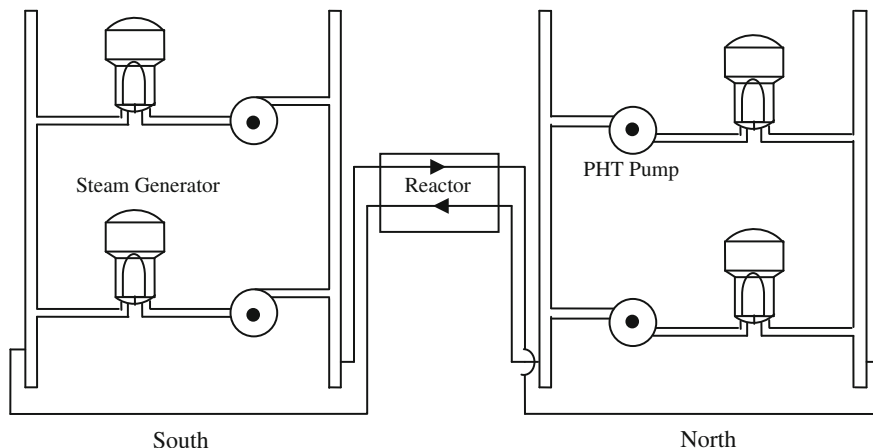 Steam Generator
Reactor
PHT Pump
South
North